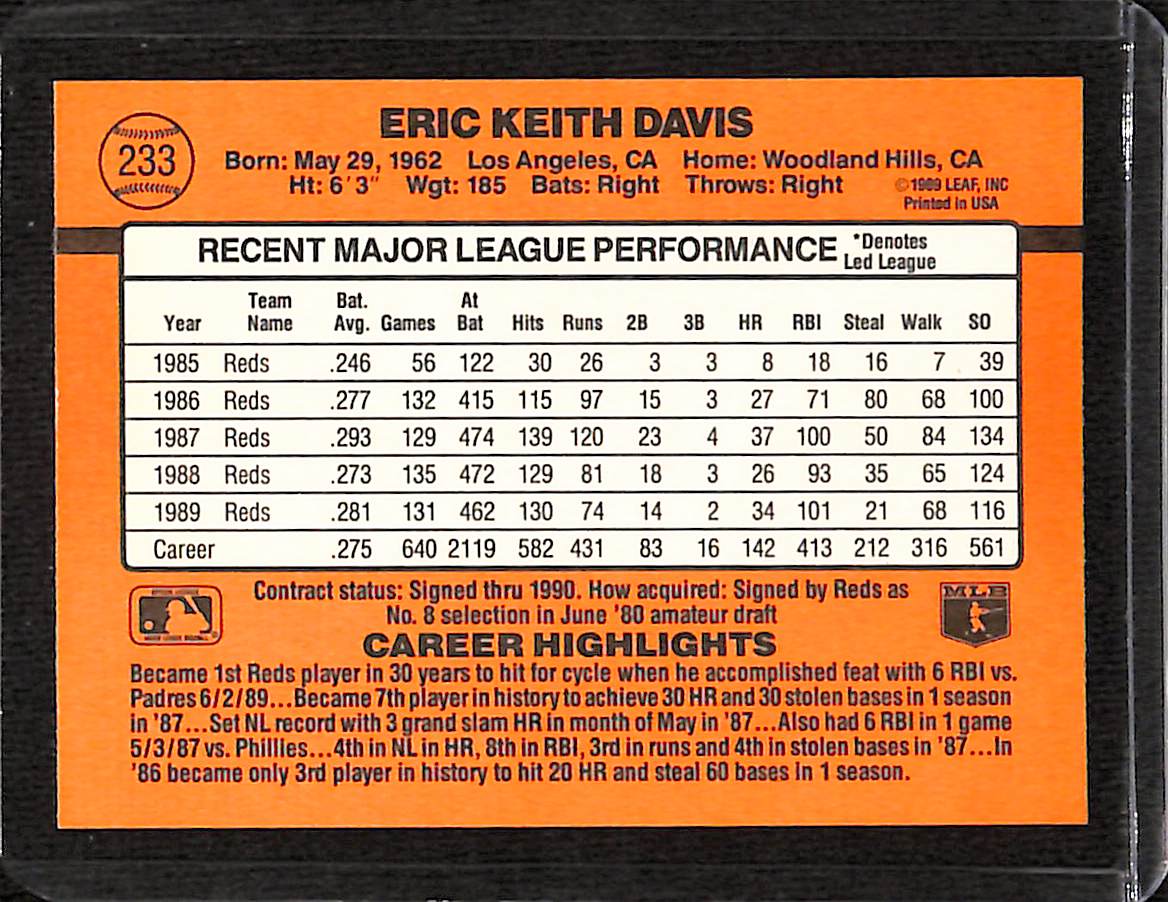 ERIC KEITH DAVIS
233
Born: May 29, 1962 Los Angeles, CA Home: Woodland Hills, CA
Ht: 6'3" Wgt: 185 Bats: Right Throws: Right
©1989 LEAF, INC
Printed in USA
RECENT MAJOR LEAGUE PERFORMANCE *Denotes Led League
Year Team Name Bat. Avg. Games At Bat Hits Runs 2B 3B HR RBI Steal Walk SO
1985 Reds .246 56 122 30 26 3 3 8 18 16 7 39
1986 Reds .277 132 415 115 97 15 3 27 71 80 68 100
1987 Reds .293 129 474 139 120 23 4 37 100 50 84 134
1988 Reds .273 135 472 129 81 18 3 26 93 35 65 124
1989 Reds .281 131 462 130 74 14 2 34 101 21 68 116
Career .275 640 2119 582 431 83 16 142 413 212 316 561
Contract status: Signed thru 1990. How acquired: Signed by Reds as
No. 8 selection in June '80 amateur draft
MLB
CAREER HIGHLIGHTS
Became 1st Reds player in 30 years to hit for cycle when he accomplished feat with 6 RBI vs.
Padres 6/2/89...Became 7th player in history to achieve 30 HR and 30 stolen bases in 1 season
in '87...Set NL record with 3 grand slam HR in month of May in '87...Also had 6 RBI in 1 game
5/3/87 vs. Phillies...4th in NL in HR, 8th in RBI, 3rd in runs and 4th in stolen bases in '87...In
'86 became only 3rd player in history to hit 20 HR and steal 60 bases in 1 season.